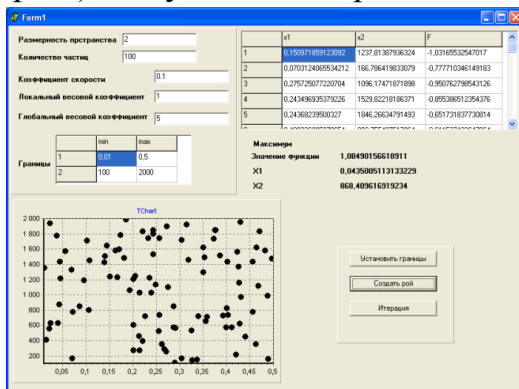 Form1
Размерность прстранства 2
Количество частиц 100
Коэффициент скорости 0.1
Локальный весовой коэффициент 1
Глобальный весовой коэффициент 5
x1 x2 F
1 0,150971859123092 1237,81387936324 -1,03165532547017
2 0,0703124065534212 166,786419833079 -0,777710346149183
3 0,275725077220704 1096,17471871898 -0,950762798543126
4 0,243496935379226 1529,82218186371 -0,855386512354376
5 0,24368239500327 1846,26634791493 -0,651731837730814
min max
Границы
1 0,01 0,5
2 100 2000
Максимум
Значение функции 1,08490156618911
X1 0,0435005113133229
X2 868,409616919234
TChart
2 000
1 800
1 600
1 400
1 200
1 000
800
600
400
200
0,05 0,1 0,15 0,2 0,25 0,3 0,35 0,4 0,45 0,5
Установить границы
Создать рой
Итерация